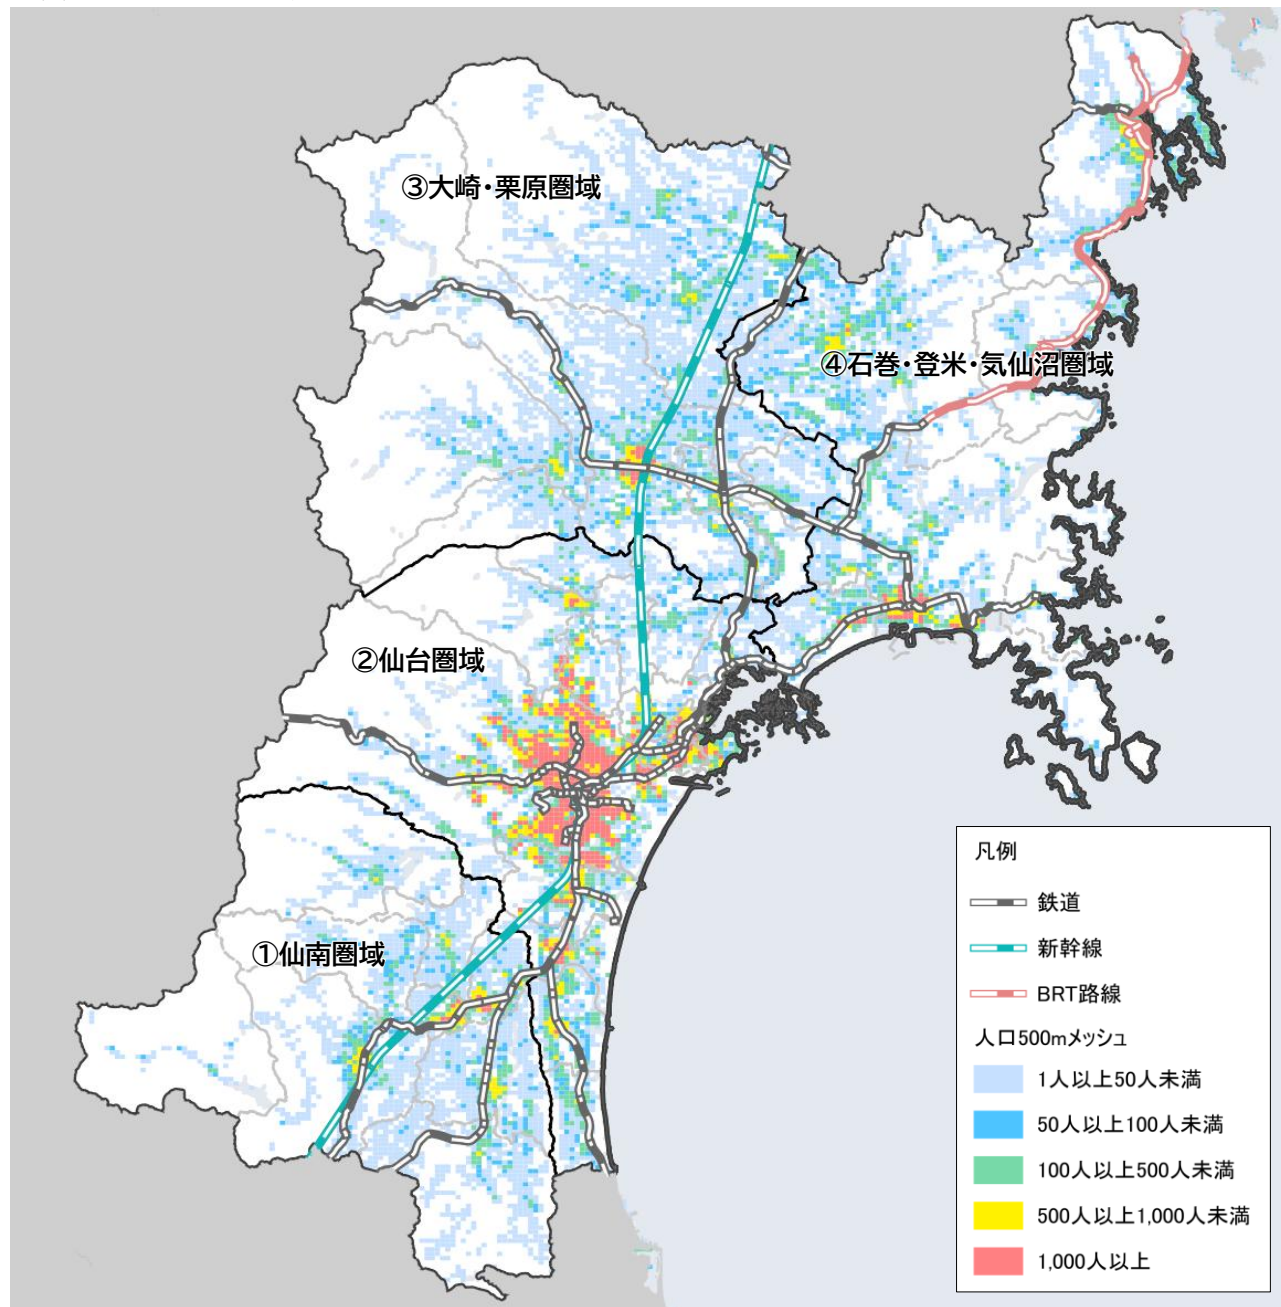 ③大崎・栗原圏域
④石巻・登米・気仙沼圏域
②仙台圏域
①仙南圏域
凡例
鉄道
新幹線
BRT路線
人口500mメッシュ
1人以上50人未満
50人以上100人未満
100人以上500人未満
500人以上1,000人未満
1,000人以上